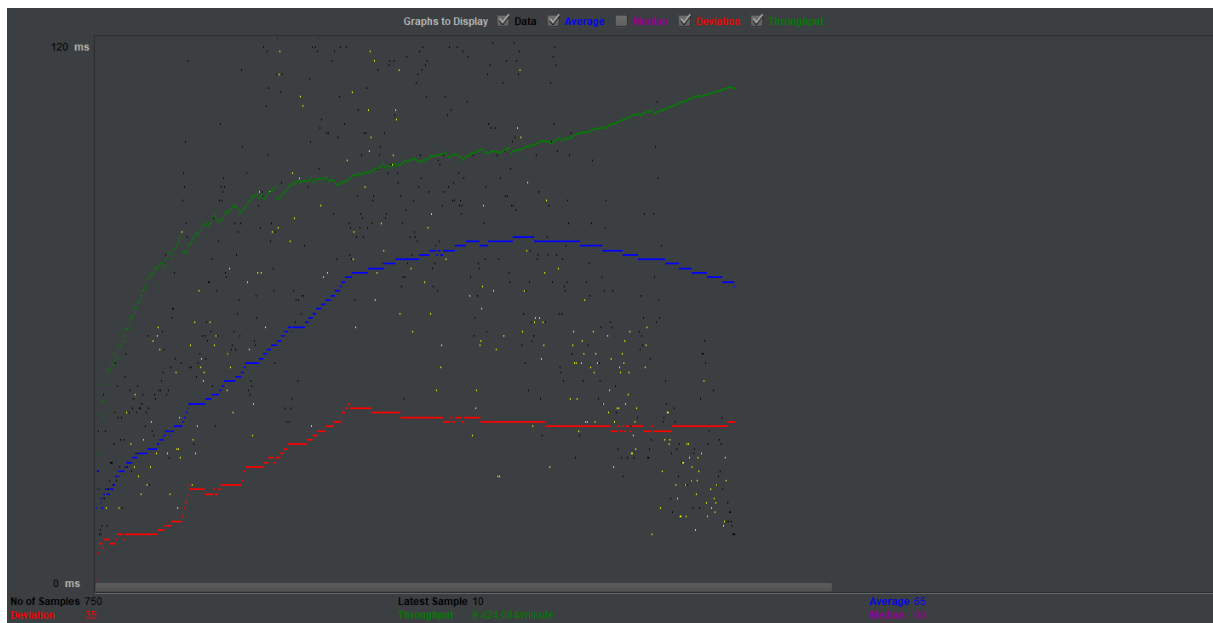 Graphs to Display Data Average Median Deviation Throughput
120 ms
0 ms
No of Samples 750 Latest Sample 10 Average 65
Deviation 35 Throughput